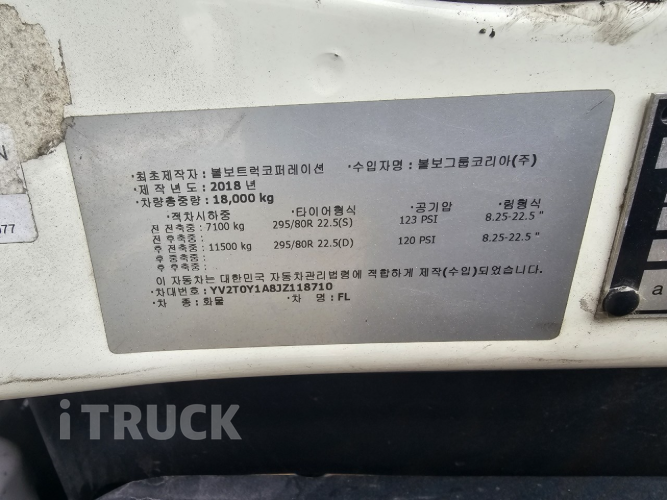 N
677
·최초제작자 : 볼보트럭코퍼레이션 ·수입자명 : 볼보그룹코리아(주)
·제 작 년 도 : 2018 년
·차량총중량 : 18,000 kg
·적차시하중 ·타이어형식 ·공기압 ·림형식
전 전축중 : 7100 kg 295/80R 22.5(S) 123 PSI 8.25-22.5 "
전 후축중 :
후 전축중 : 11500 kg 295/80R 22.5(D) 120 PSI 8.25-22.5 "
후 중축중 :
후 후축중 :
이 자동차는 대한민국 자동차관리법령에 적합하게 제작(수입)되었습니다.
·차대번호 : YV2T0Y1A8JZ118710
·차 종 : 화물 ·차 명 : FL
a
iTRUCK